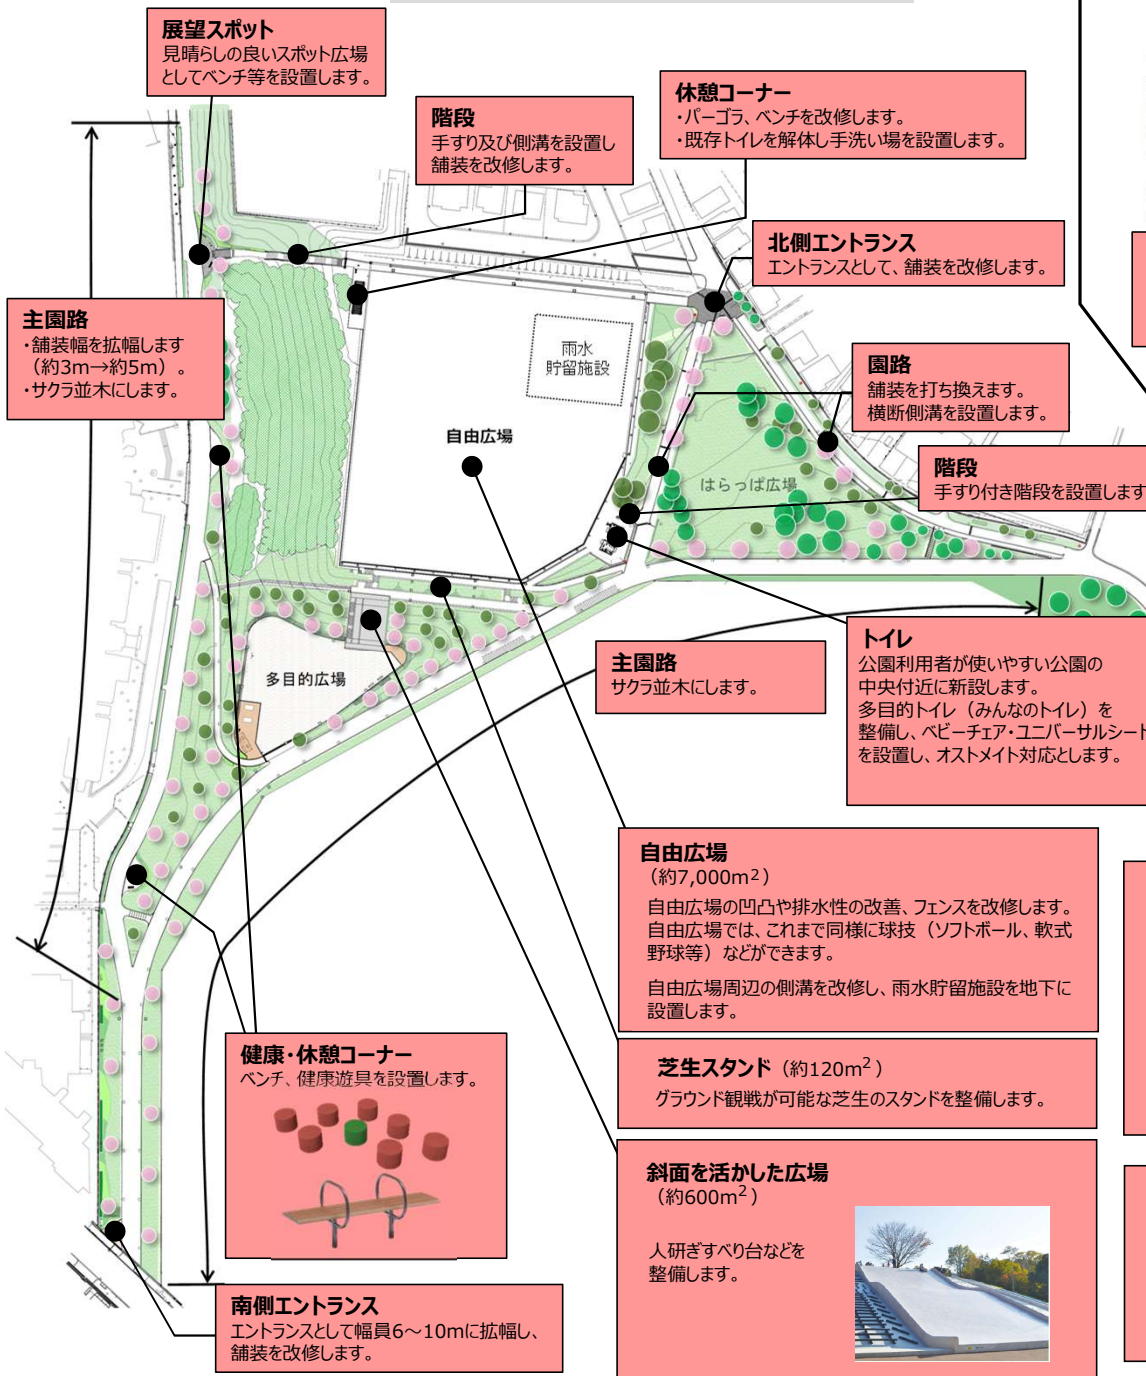 展望スポット
見晴らしの良いスポット広場
としてベンチ等を設置します。
階段
手すり及び側溝を設置し
舗装を改修します。
休憩コーナー
・パーゴラ、ベンチを改修します。
・既存トイレを解体し手洗い場を設置します。
北側エントランス
エントランスとして、舗装を改修します。
主園路
・舗装幅を拡幅します
（約3m→約5m）。
・サクラ並木にします。
雨水
貯留施設
園路
舗装を打ち換えます。
横断側溝を設置します。
自由広場
はらっぱ広場
階段
手すり付き階段を設置します
多目的広場
主園路
サクラ並木にします。
トイレ
公園利用者が使いやすい公園の
中央付近に新設します。
多目的トイレ（みんなのトイレ）を
整備し、ベビーチェア・ユニバーサルシート
を設置し、オストメイト対応とします。
自由広場
（約7,000m²）
自由広場の凹凸や排水性の改善、フェンスを改修します。
自由広場では、これまで同様に球技（ソフトボール、軟式
野球等）などができます。
自由広場周辺の側溝を改修し、雨水貯留施設を地下に
設置します。
健康・休憩コーナー
ベンチ、健康遊具を設置します。
芝生スタンド（約120m²）
グラウンド観戦が可能な芝生のスタンドを整備します。
斜面を活かした広場
（約600m²）
人研ぎすべり台などを
整備します。
南側エントランス
エントランスとして幅員6～10mに拡幅し、
舗装を改修します。